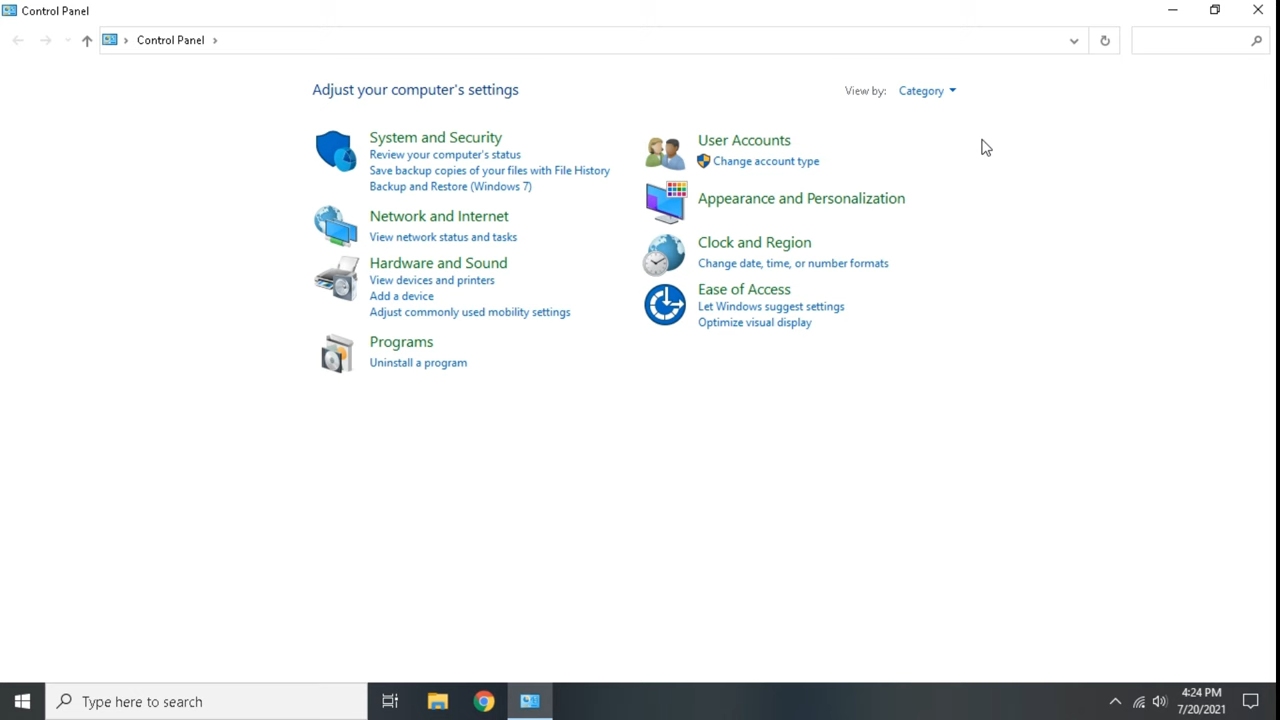 Control Panel
Control Panel
Adjust your computer's settings
View by: Category
System and Security
Review your computer's status
Save backup copies of your files with File History
Backup and Restore (Windows 7)
Network and Internet
View network status and tasks
Hardware and Sound
View devices and printers
Add a device
Adjust commonly used mobility settings
Programs
Uninstall a program
User Accounts
Change account type
Appearance and Personalization
Clock and Region
Change date, time, or number formats
Ease of Access
Let Windows suggest settings
Optimize visual display
Type here to search
4:24 PM
7/20/2021